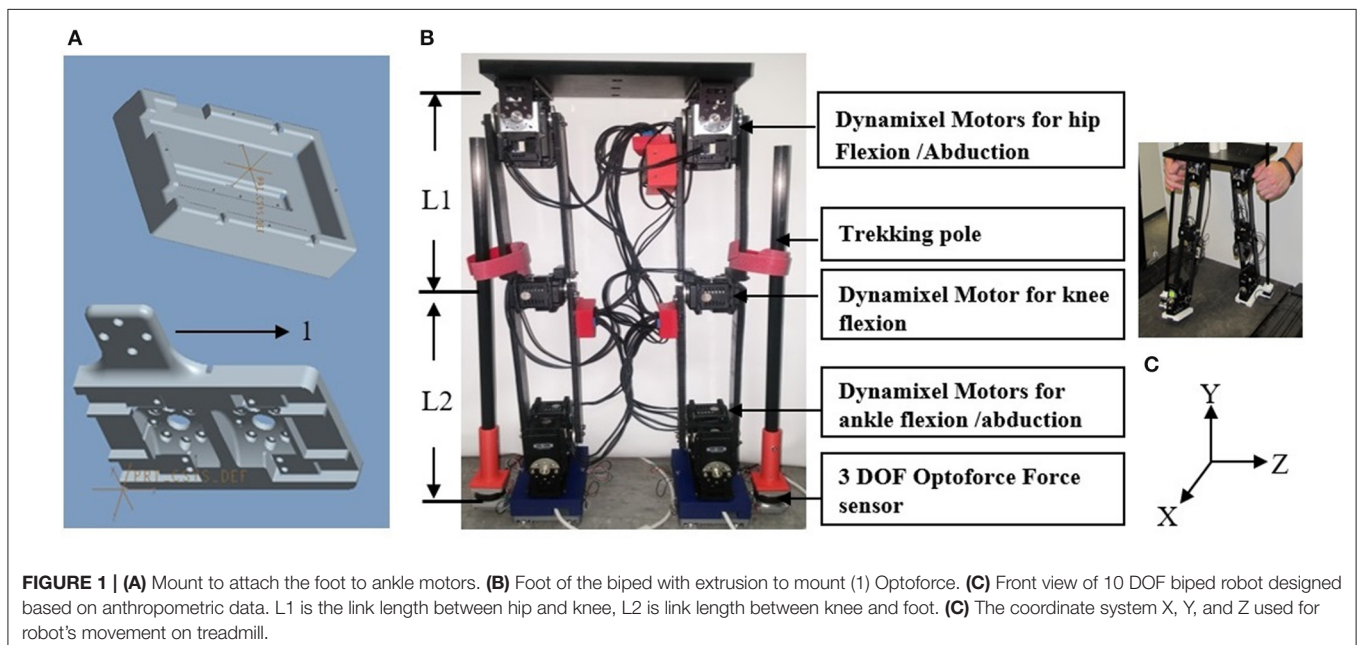 A
B
1
L1
L2
Dynamixel Motors for hip
Flexion /Abduction
Trekking pole
Dynamixel Motor for knee
flexion
Dynamixel Motors for
ankle flexion /abduction
3 DOF Optoforce Force
sensor
C
Y
Z
X
PRT_CSYS_DEF
FIGURE 1 | (A) Mount to attach the foot to ankle motors. (B) Foot of the biped with extrusion to mount (1) Optoforce. (C) Front view of 10 DOF biped robot designed
based on anthropometric data. L1 is the link length between hip and knee, L2 is link length between knee and foot. (C) The coordinate system X, Y, and Z used for
robot's movement on treadmill.